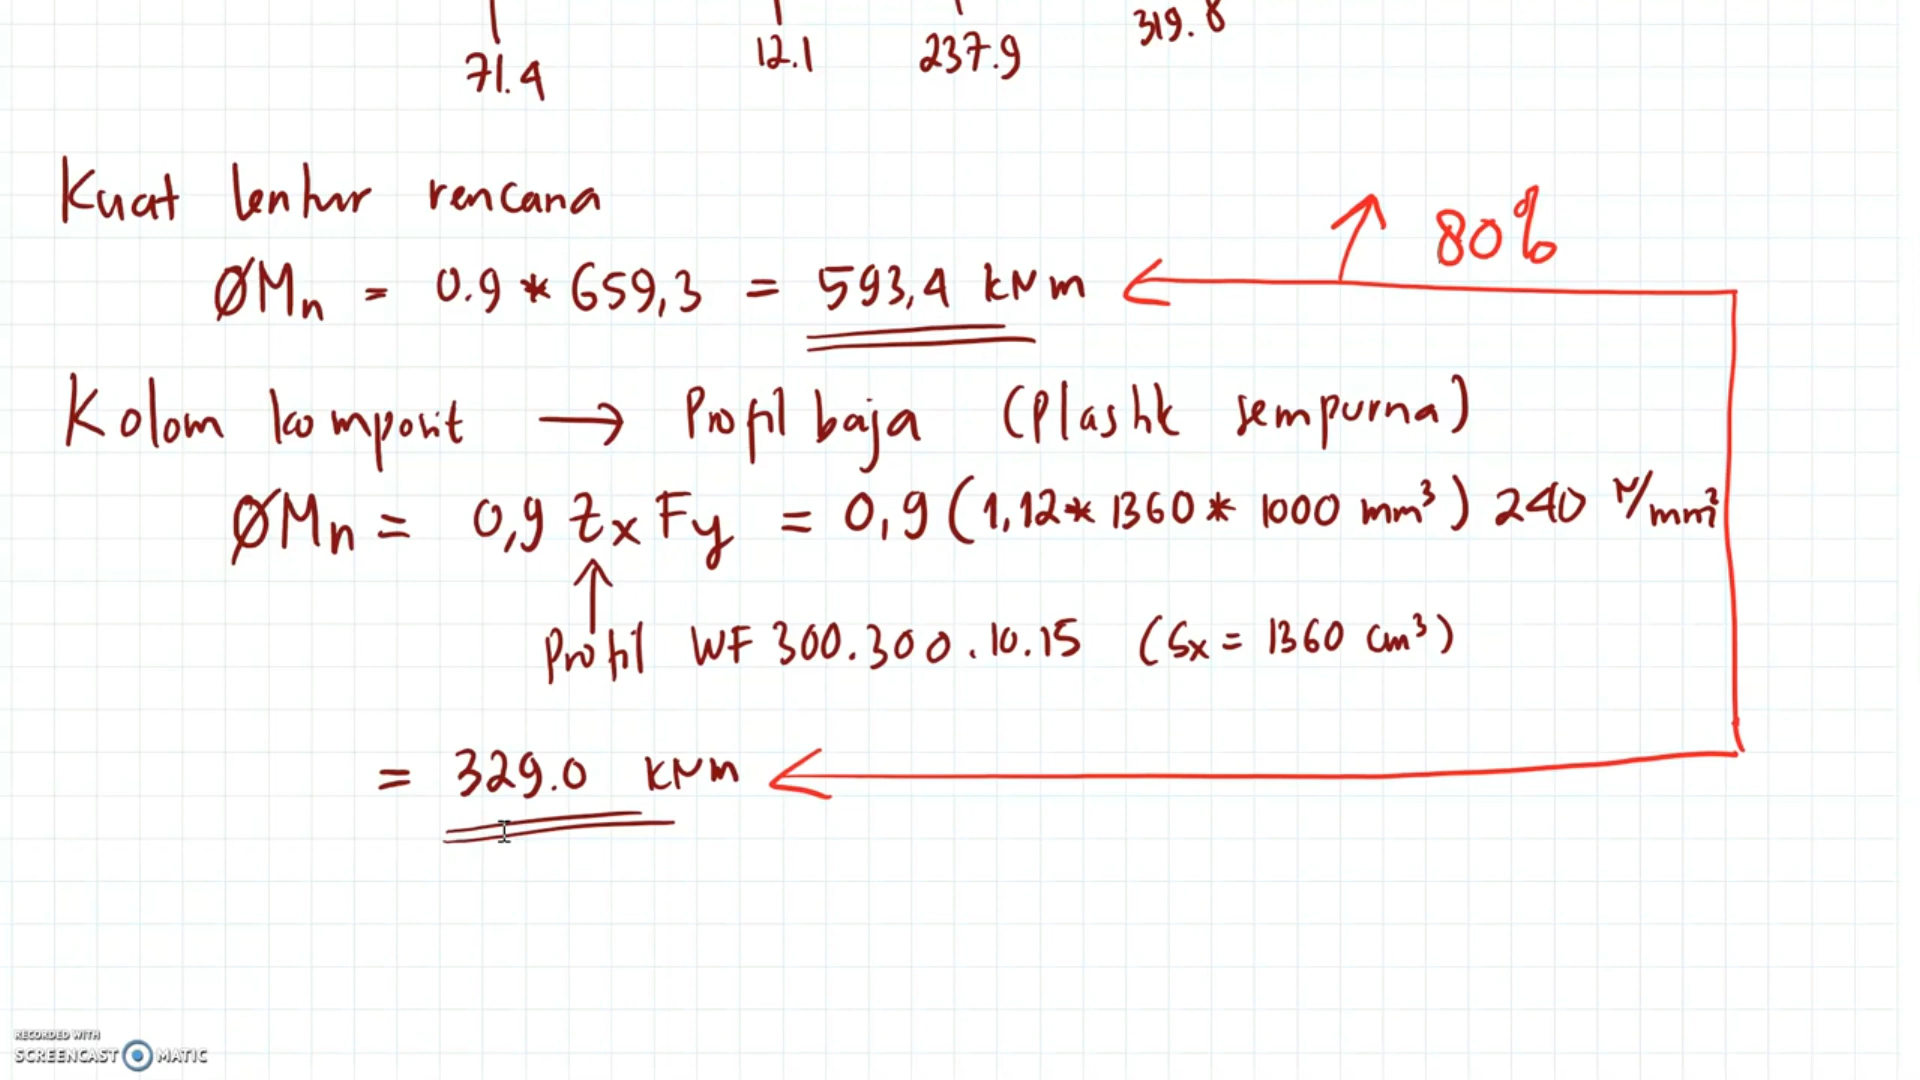 71.4 12.1 237.9 319.8
Kuat lentur rencana
ØMn = 0.9 * 659,3 = 593,4 kNm
↑ 80%
Kolom komposit → Profil baja (Plastik sempurna)
ØMn = 0,9 Zx Fy = 0,9 (1,12 * 1360 * 1000 mm³) 240 N/mm²
Profil WF 300.300.10.15 (Sx = 1360 cm³)
= 329.0 kNm
RECORDED WITH
SCREENCAST MATIC